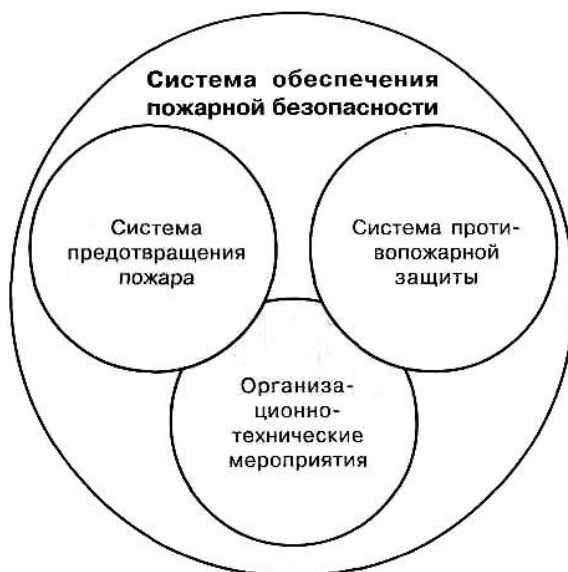 Система обеспечения
пожарной безопасности
Система
предотвращения
пожара
Система проти-
вопожарной
защиты
Организа-
ционно-
технические
мероприятия